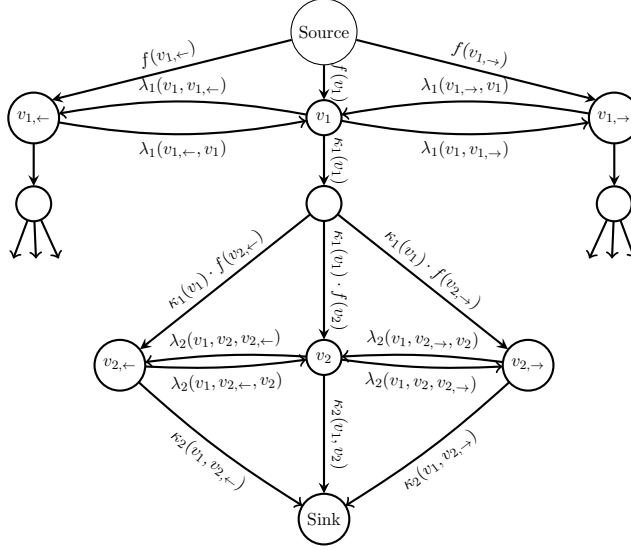 Source
f(v₁,←)
f(v₁)
f(v₁,→)
λ₁(v₁, v₁,←)
λ₁(v₁,→, v₁)
v₁,←
v₁
v₁,→
λ₁(v₁,←, v₁)
λ₁(v₁, v₁,→)
κ₁(v₁)
κ₁(v₁) · f(v₂,←)
κ₁(v₁) · f(v₂)
κ₁(v₁) · f(v₂,→)
λ₂(v₁, v₂, v₂,←)
λ₂(v₁, v₂,→, v₂)
v₂,←
v₂
v₂,→
λ₂(v₁, v₂,←, v₂)
λ₂(v₁, v₂, v₂,→)
κ₂(v₁, v₂,←)
κ₂(v₁, v₂)
κ₂(v₁, v₂,→)
Sink